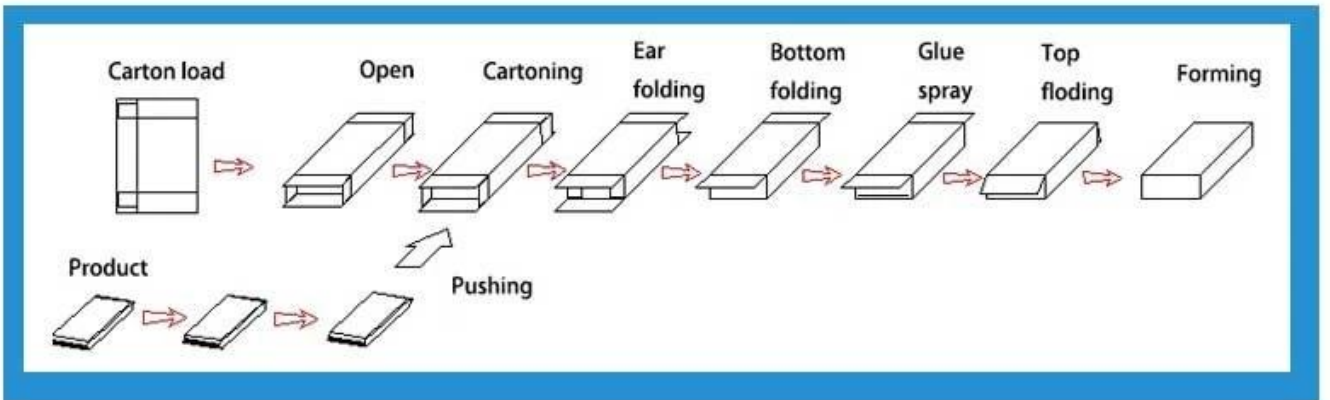 Carton load
Open
Cartoning
Ear
folding
Bottom
folding
Glue
spray
Top
floding
Forming
Product
Pushing